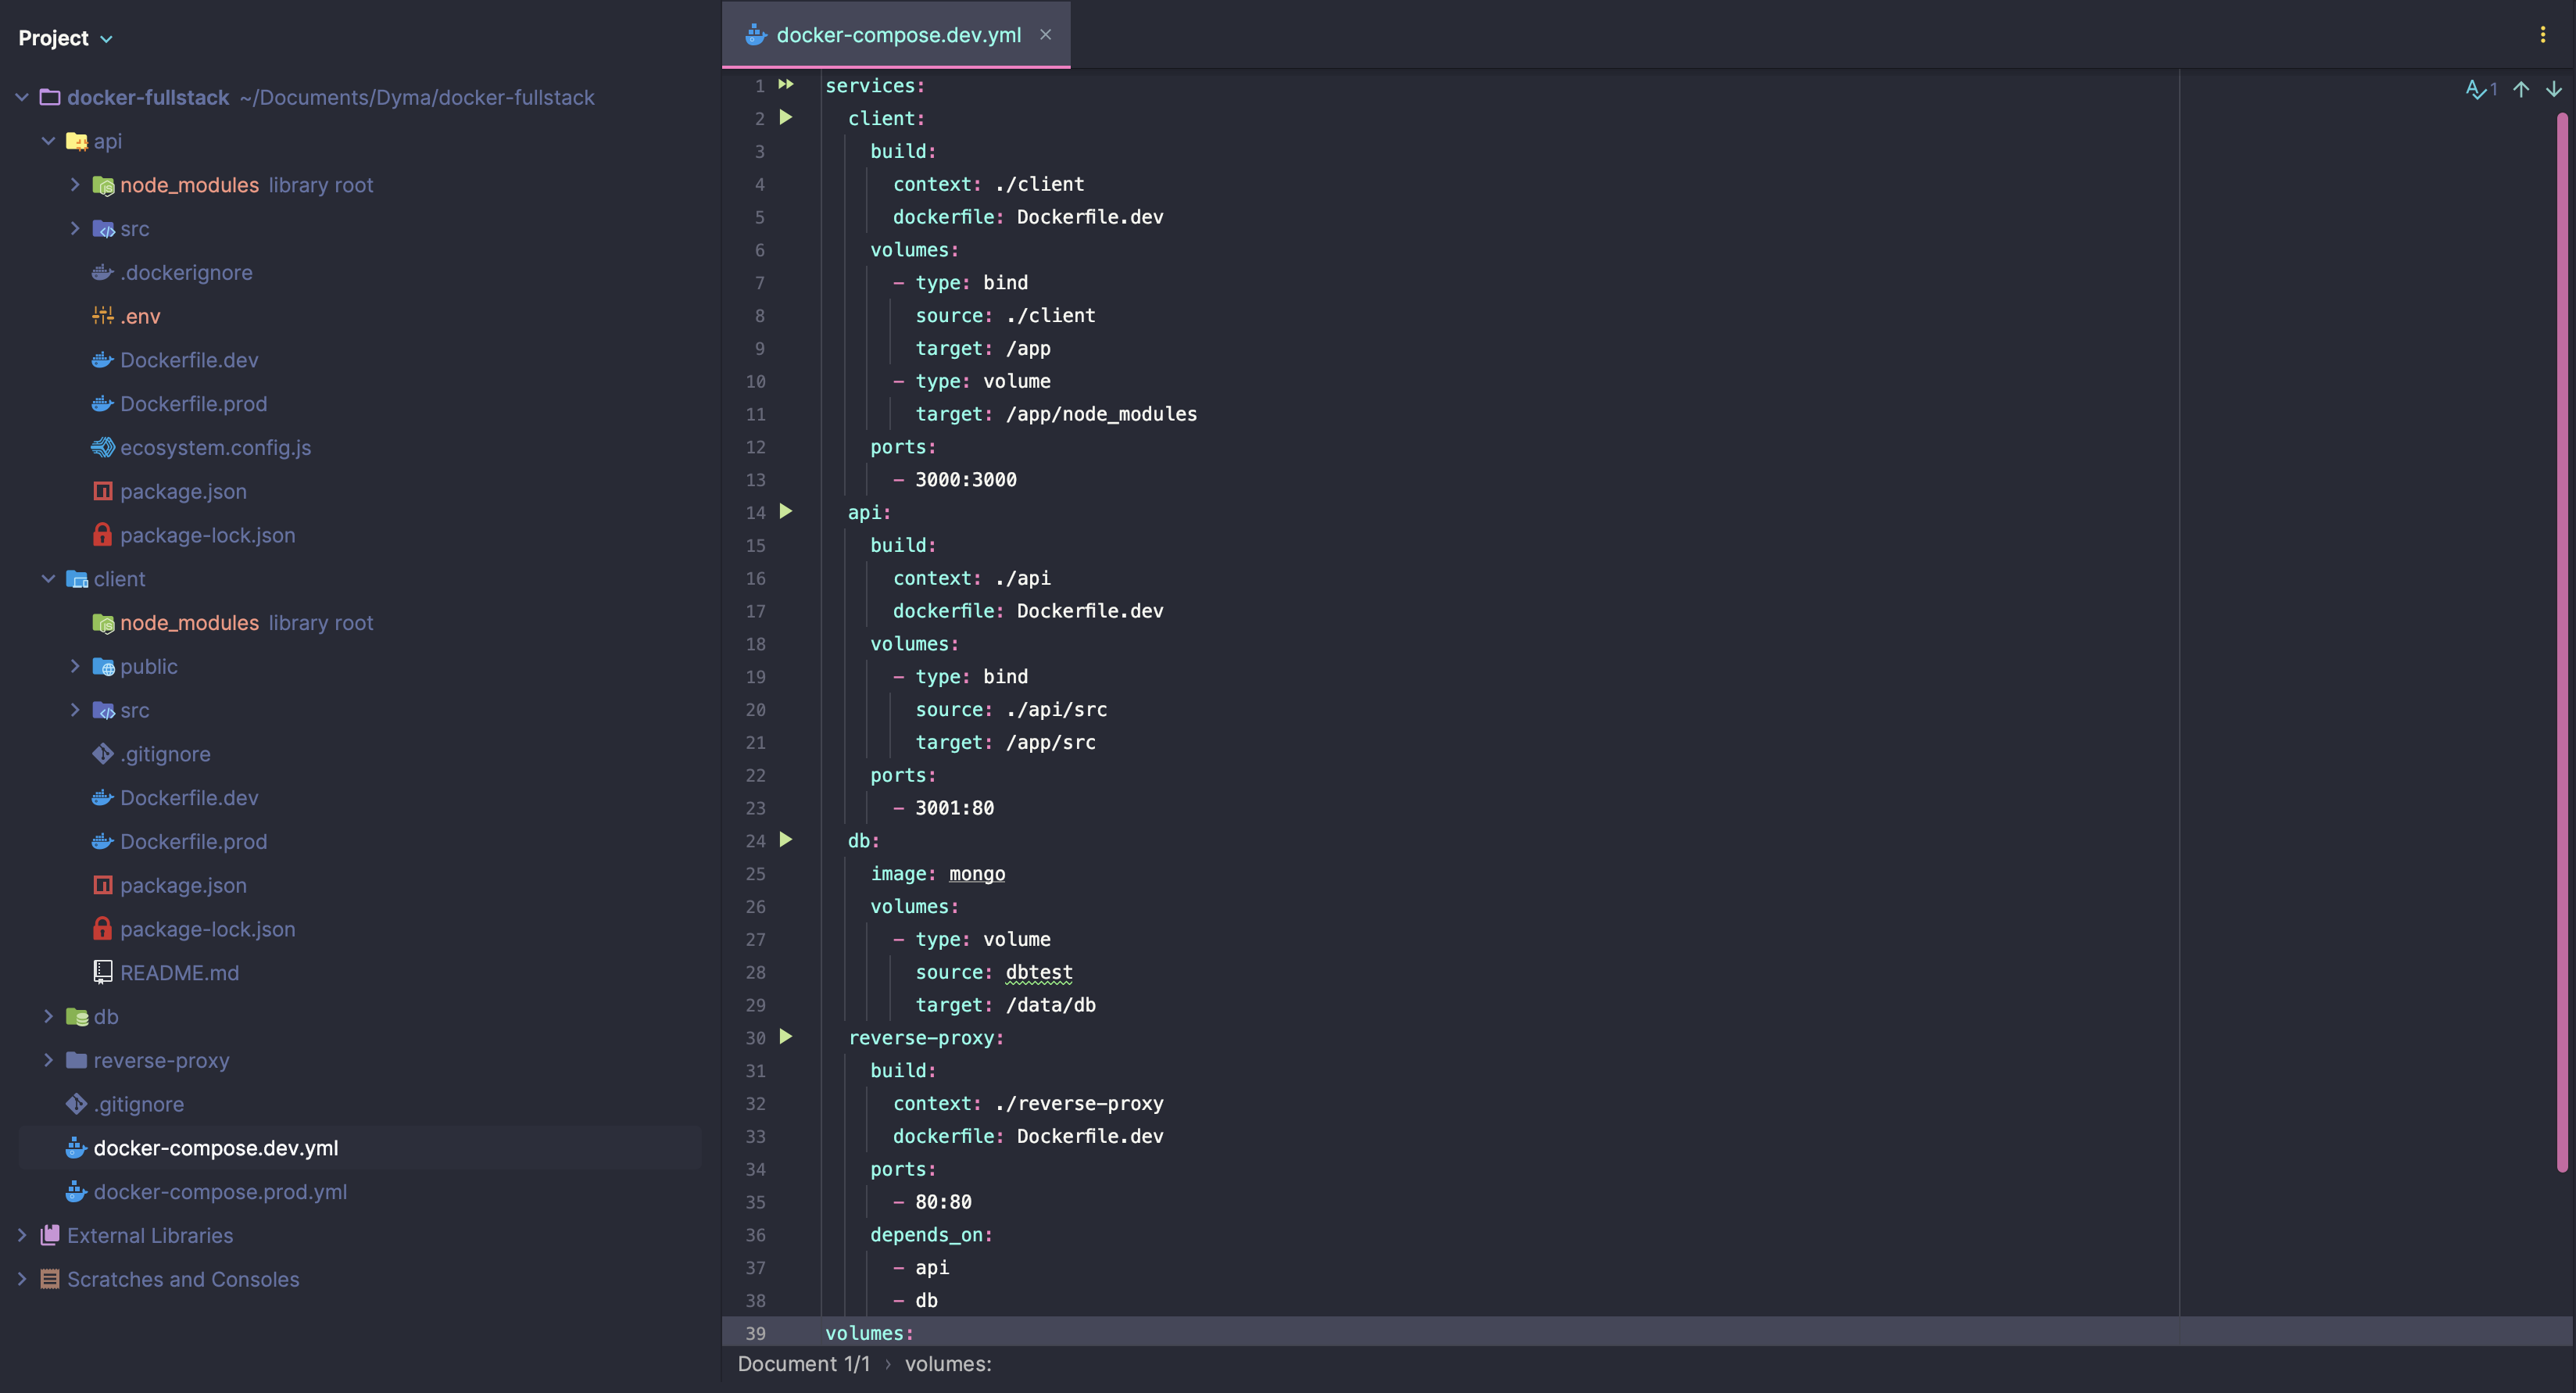 Project
docker-fullstack ~/Documents/Dyma/docker-fullstack
api
node_modules library root
src
.dockerignore
.env
Dockerfile.dev
Dockerfile.prod
ecosystem.config.js
package.json
package-lock.json
client
node_modules library root
public
src
.gitignore
Dockerfile.dev
Dockerfile.prod
package.json
package-lock.json
README.md
db
reverse-proxy
.gitignore
docker-compose.dev.yml
docker-compose.prod.yml
External Libraries
Scratches and Consoles
docker-compose.dev.yml
1
1 services:
2   client:
3     build:
4       context: ./client
5       dockerfile: Dockerfile.dev
6     volumes:
7       - type: bind
8         source: ./client
9         target: /app
10       - type: volume
11         target: /app/node_modules
12     ports:
13       - 3000:3000
14   api:
15     build:
16       context: ./api
17       dockerfile: Dockerfile.dev
18     volumes:
19       - type: bind
20         source: ./api/src
21         target: /app/src
22     ports:
23       - 3001:80
24   db:
25     image: mongo
26     volumes:
27       - type: volume
28         source: dbtest
29         target: /data/db
30   reverse-proxy:
31     build:
32       context: ./reverse-proxy
33       dockerfile: Dockerfile.dev
34     ports:
35       - 80:80
36     depends_on:
37       - api
38       - db
39 volumes:
Document 1/1 › volumes: